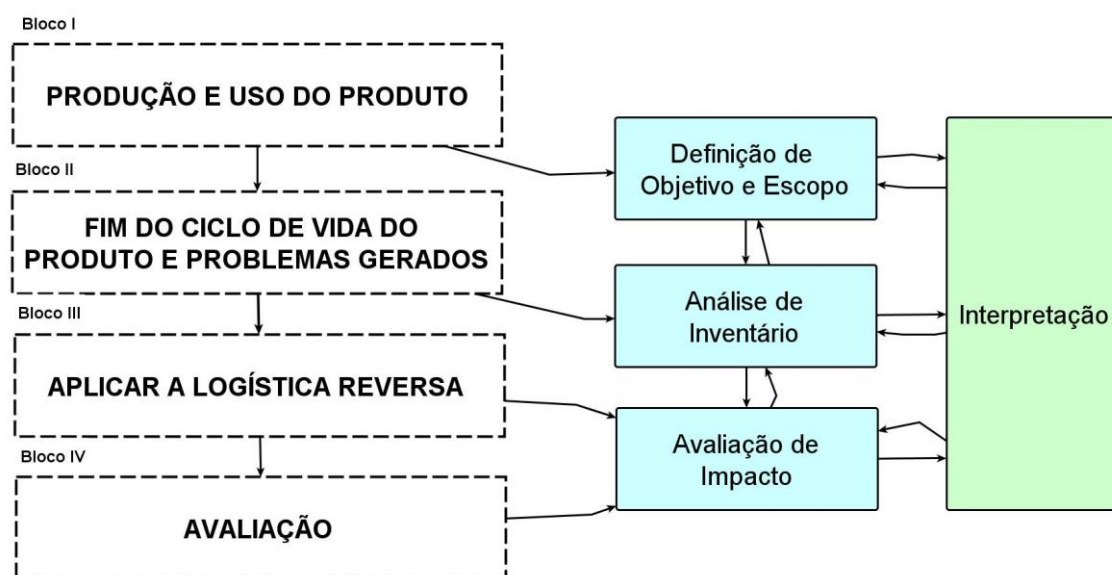 Bloco I
PRODUÇÃO E USO DO PRODUTO
Bloco II
FIM DO CICLO DE VIDA DO
PRODUTO E PROBLEMAS GERADOS
Bloco III
APLICAR A LOGÍSTICA REVERSA
Bloco IV
AVALIAÇÃO
Definição de
Objetivo e Escopo
Análise de
Inventário
Avaliação de
Impacto
Interpretação